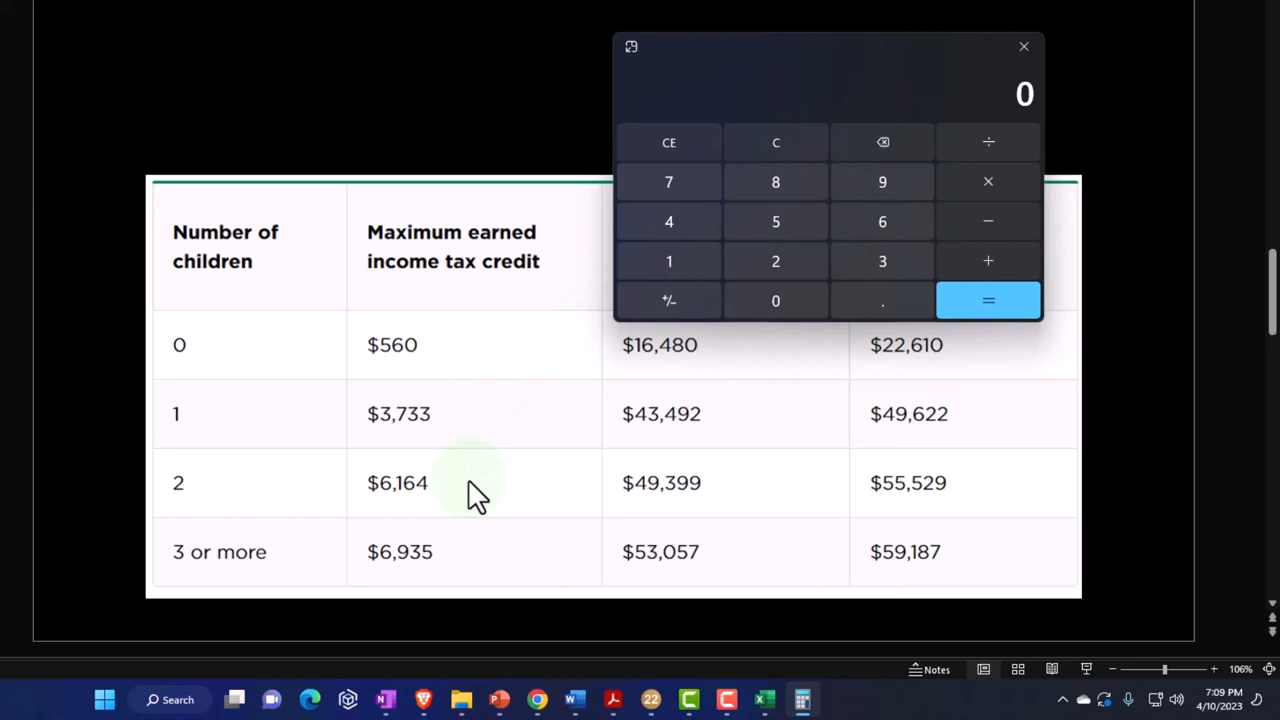 0
CE C ÷
7 8 9 ×
4 5 6 −
1 2 3 +
+/− 0 . =
Number of
children
Maximum earned
income tax credit
0 $560 $16,480 $22,610
1 $3,733 $43,492 $49,622
2 $6,164 $49,399 $55,529
3 or more $6,935 $53,057 $59,187
Notes
106%
Search
22
7:09 PM
4/10/2023